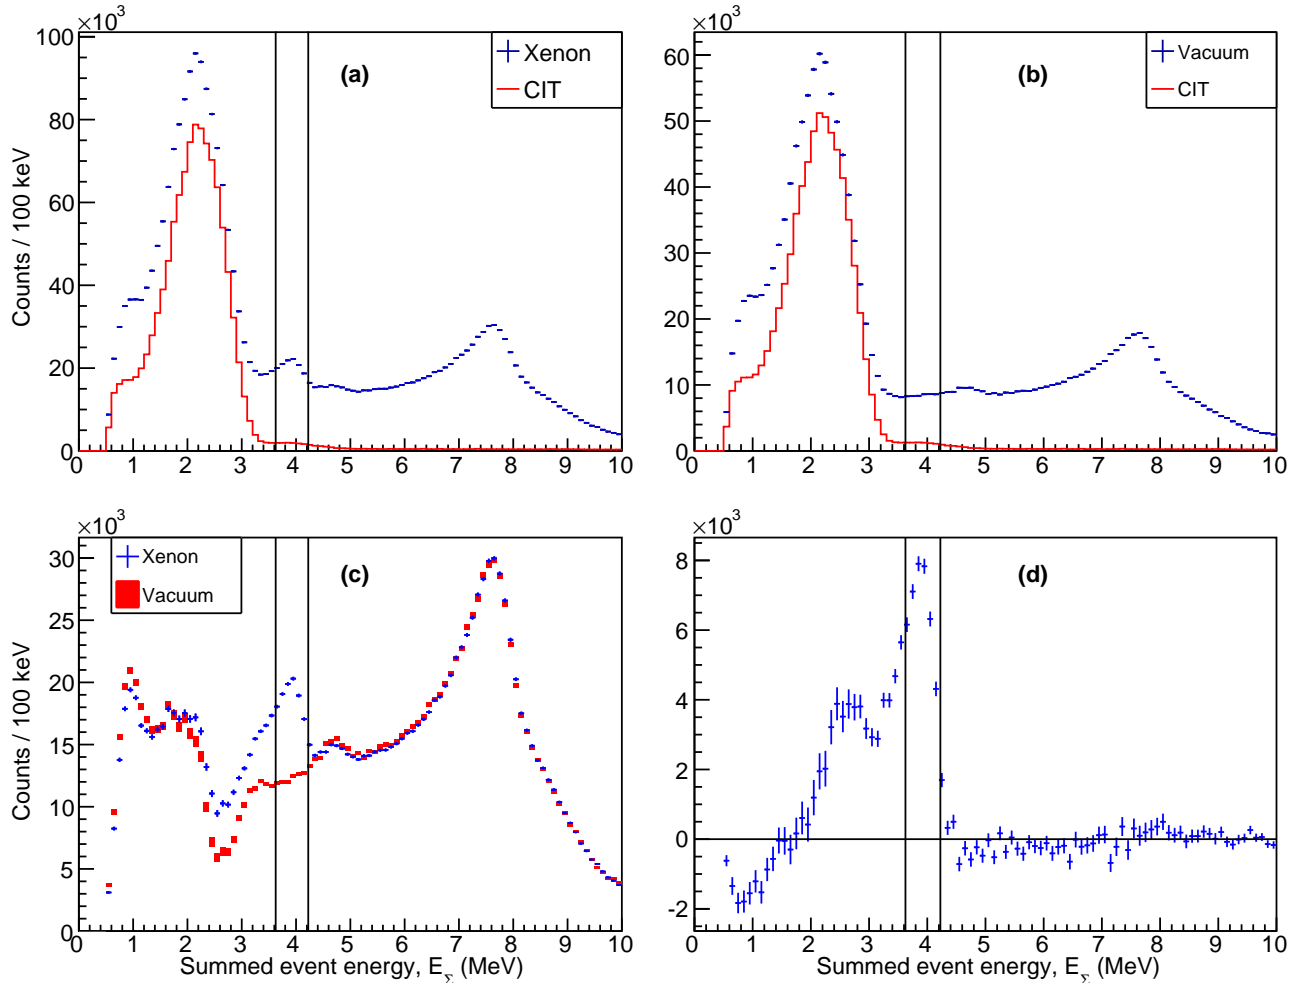 ×10³ ×10³
100 80 60 40 20 0
Counts / 100 keV
(a)
Xenon
CIT
0 1 2 3 4 5 6 7 8 9 10
60 50 40 30 20 10 0
(b)
Vacuum
CIT
0 1 2 3 4 5 6 7 8 9 10
×10³ ×10³
30 25 20 15 10 5 0
Counts / 100 keV
Xenon
Vacuum
(c)
0 1 2 3 4 5 6 7 8 9 10
Summed event energy, E_Σ (MeV)
8 6 4 2 0 -2
(d)
0 1 2 3 4 5 6 7 8 9 10
Summed event energy, E_Σ (MeV)